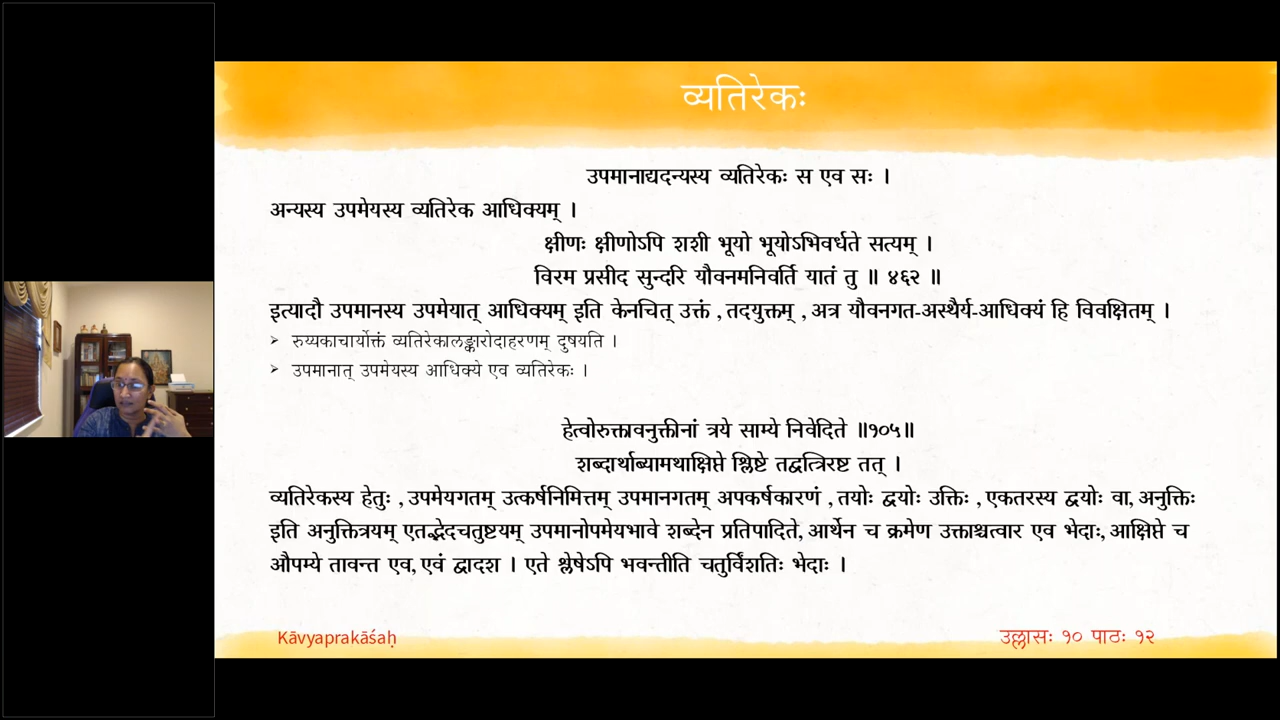 व्यतिरेकः
उपमानाद्यदन्यस्य व्यतिरेकः स एव सः ।
अन्यस्य उपमेयस्य व्यतिरेक आधिक्यम् ।
क्षीणः क्षीणोऽपि शशी भूयो भूयोऽभिवर्धते सत्यम् ।
विरम प्रसीद सुन्दरि यौवनमनिवर्ति यातं तु ॥ ४६२ ॥
इत्यादौ उपमानस्य उपमेयात् आधिक्यम् इति केनचित् उक्तं , तदयुक्तम् , अत्र यौवनगत-अस्थैर्य-आधिक्यं हि विवक्षितम् ।
➢ रुय्यकाचार्योक्तं व्यतिरेकालङ्कारोदाहरणम् दुषयति ।
➢ उपमानात् उपमेयस्य आधिक्ये एव व्यतिरेकः ।
हेत्वोरुक्तावनुक्तीनां त्रये साम्ये निवेदिते ॥१०५॥
शब्दार्थाब्यामथाक्षिप्ते श्लिष्टे तद्वत्त्रिरष्ट तत् ।
व्यतिरेकस्य हेतुः , उपमेयगतम् उत्कर्षनिमित्तम् उपमानगतम् अपकर्षकारणं , तयोः द्वयोः उक्तिः , एकतरस्य द्वयोः वा, अनुक्तिः
इति अनुक्तित्रयम् एतद्भेदचतुष्टयम् उपमानोपमेयभावे शब्देन प्रतिपादिते, आर्थेन च क्रमेण उक्ताश्चत्वार एव भेदाः, आक्षिप्ते च
औपम्ये तावन्त एव, एवं द्वादश । एते श्लेषेऽपि भवन्तीति चतुर्विंशतिः भेदाः ।
Kāvyaprakāśaḥ
उल्लासः १० पाठः १२